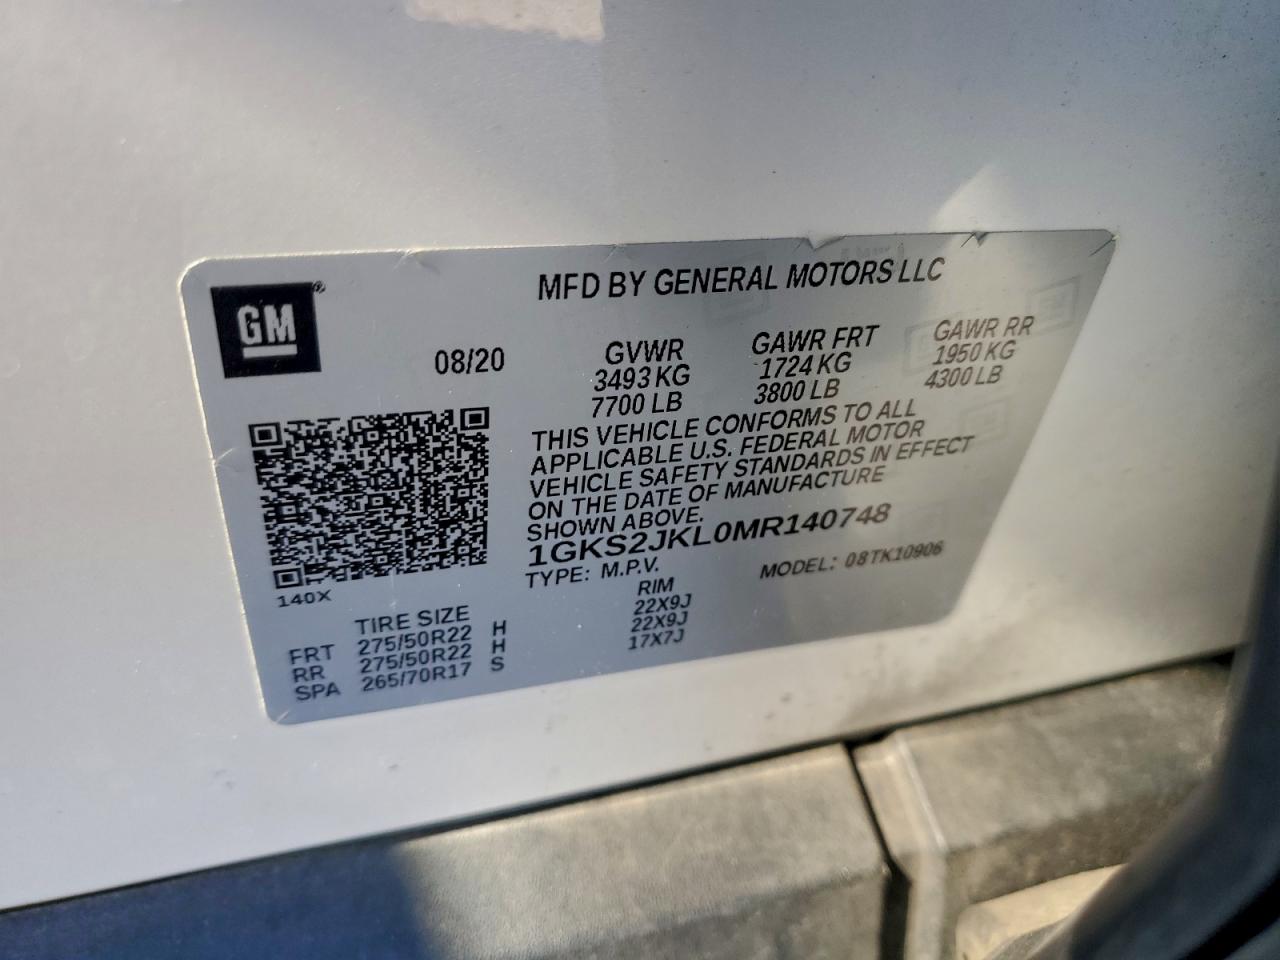 MFD BY GENERAL MOTORS LLC
GM®
08/20
GVWR GAWR FRT GAWR RR
3493 KG 1724 KG 1950 KG
7700 LB 3800 LB 4300 LB
THIS VEHICLE CONFORMS TO ALL
APPLICABLE U.S. FEDERAL MOTOR
VEHICLE SAFETY STANDARDS IN EFFECT
ON THE DATE OF MANUFACTURE
SHOWN ABOVE.
1GKS2JKL0MR140748
TYPE: M.P.V. MODEL: 08TK10906
140X
TIRE SIZE RIM
FRT 275/50R22 H 22X9J
RR 275/50R22 H 22X9J
SPA 265/70R17 S 17X7J